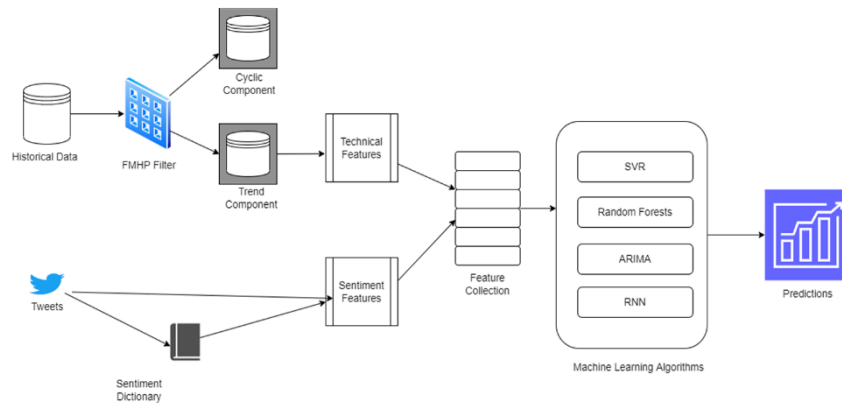 Cyclic
Component
Historical Data
FMHP Filter
Technical
Features
Trend
Component
SVR
Random Forests
ARIMA
RNN
Feature
Collection
Machine Learning Algorithms
Predictions
Tweets
Sentiment
Features
Sentiment
Dictionary